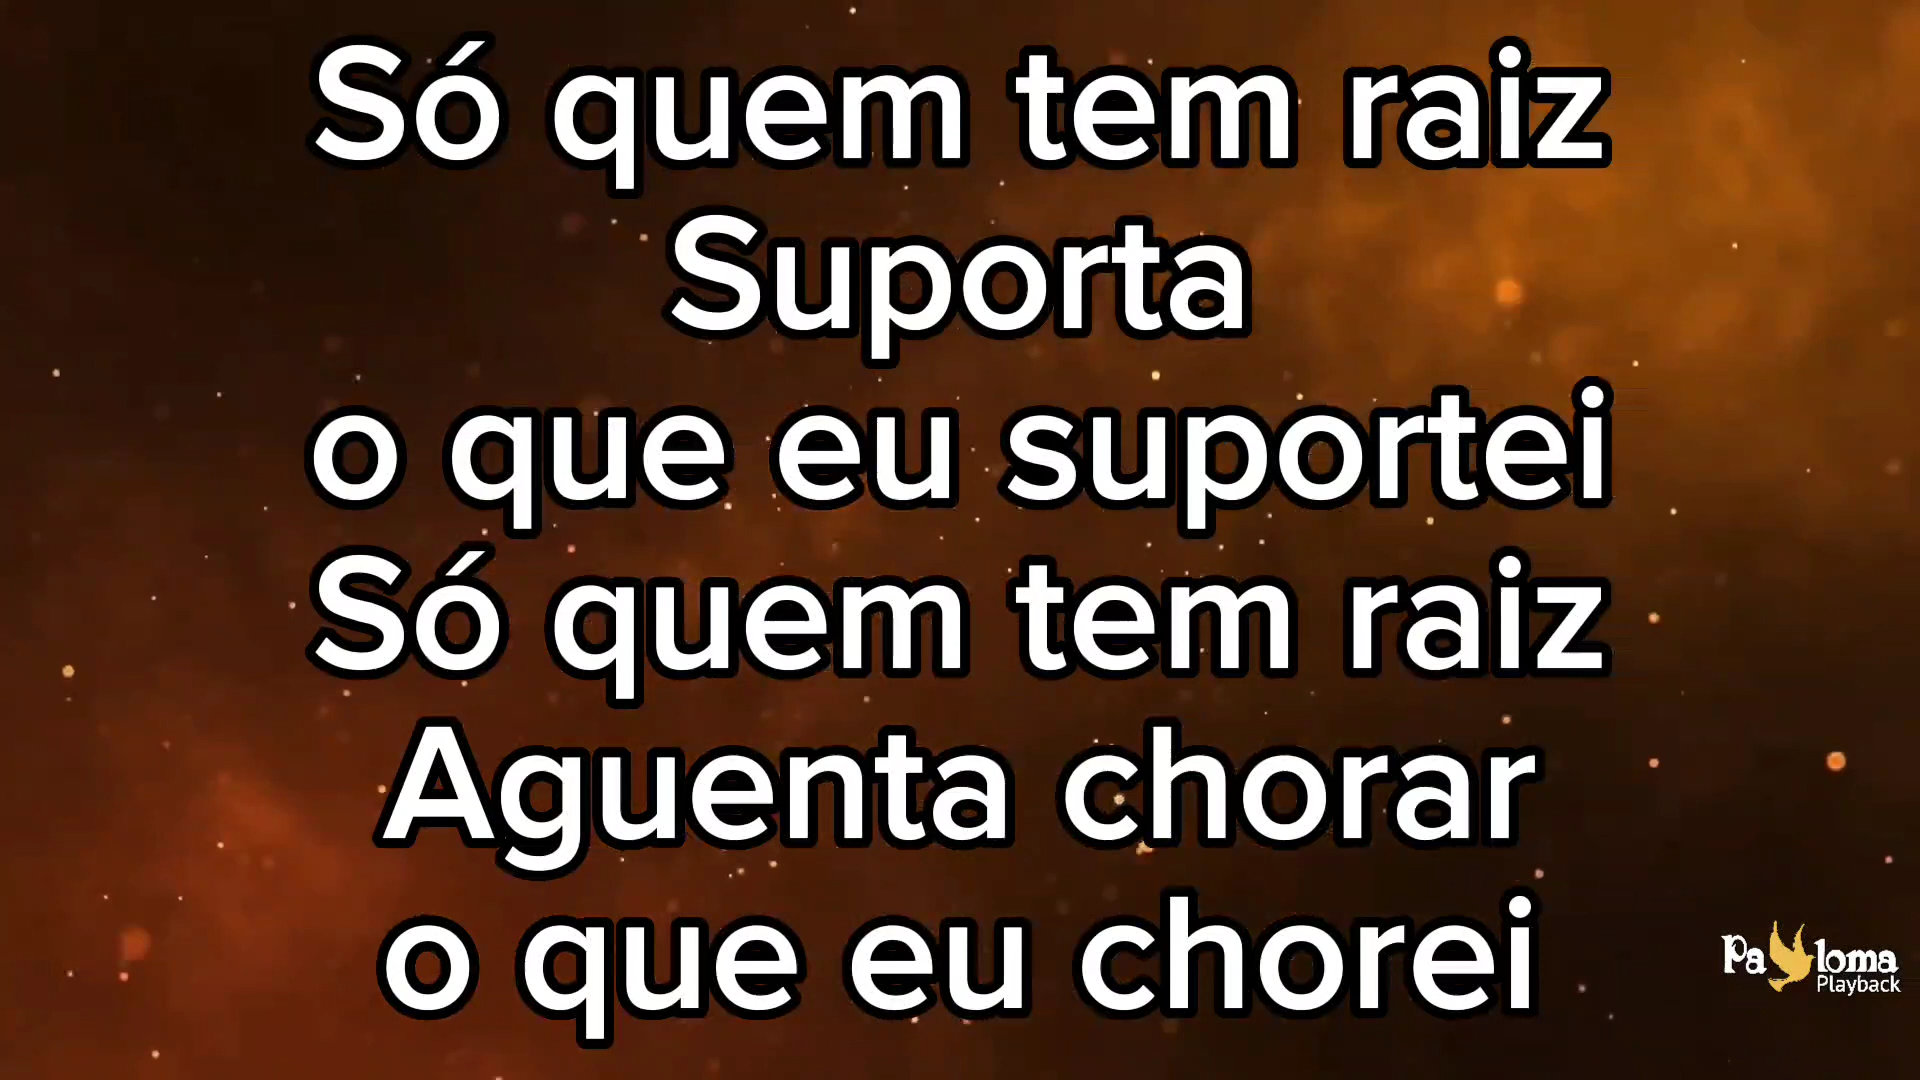 Só quem tem raiz
Suporta
o que eu suportei
Só quem tem raiz
Aguenta chorar
o que eu chorei
Paloma
Playback